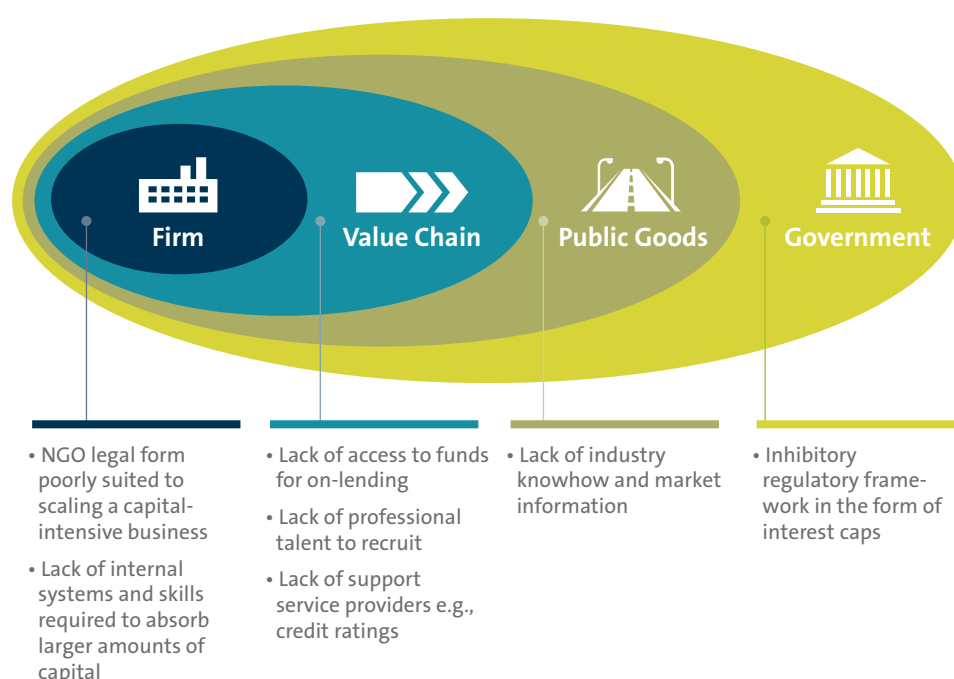 Firm
Value Chain
Public Goods
Government
• NGO legal form
poorly suited to
scaling a capital-
intensive business
• Lack of internal
systems and skills
required to absorb
larger amounts of
capital
• Lack of access to funds
for on-lending
• Lack of professional
talent to recruit
• Lack of support
service providers e.g.,
credit ratings
• Lack of industry
knowhow and market
information
• Inhibitory
regulatory frame-
work in the form of
interest caps